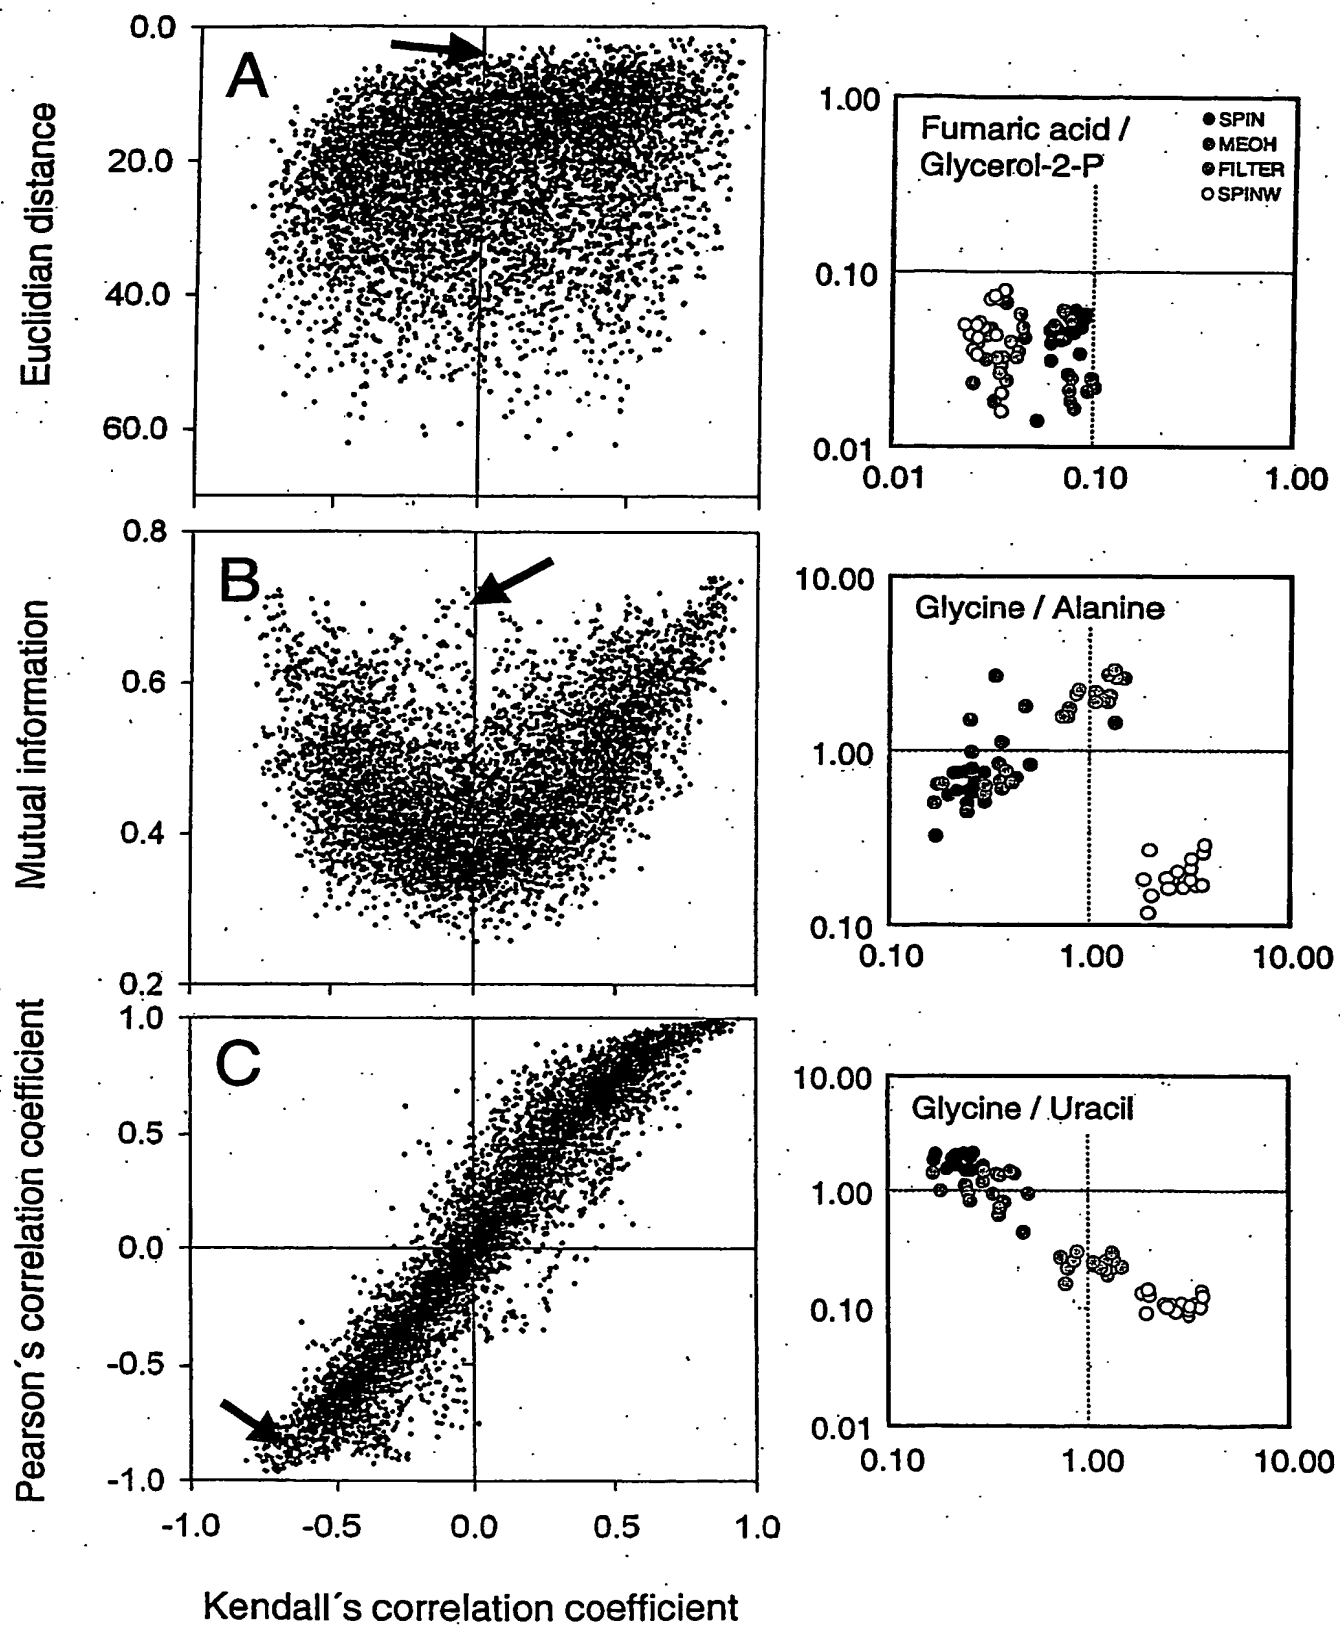 Euclidian distance
0.0
20.0
40.0
60.0
A
1.00
0.10
0.01
Fumaric acid /
Glycerol-2-P
SPIN
MEOH
FILTER
SPINW
0.01
0.10
1.00
Mutual information
0.8
0.6
0.4
0.2
B
10.00
1.00
0.10
Glycine / Alanine
0.10
1.00
10.00
Pearson´s correlation coefficient
1.0
0.5
0.0
-0.5
-1.0
C
-1.0
-0.5
0.0
0.5
1.0
Kendall´s correlation coefficient
10.00
1.00
0.10
0.01
Glycine / Uracil
0.10
1.00
10.00